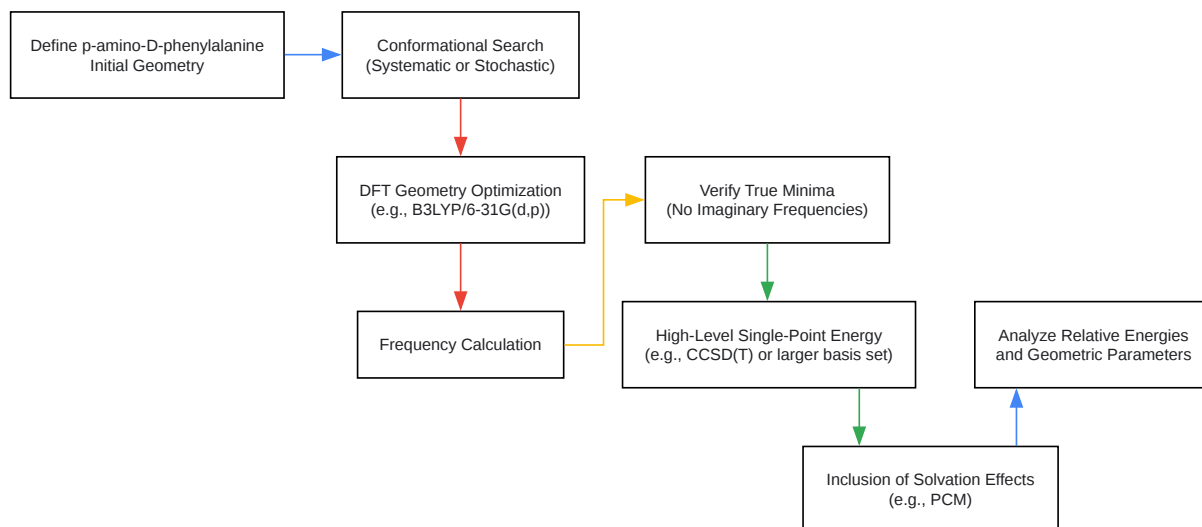 Define p-amino-D-phenylalanine
Initial Geometry
Conformational Search
(Systematic or Stochastic)
DFT Geometry Optimization
(e.g., B3LYP/6-31G(d,p))
Frequency Calculation
Verify True Minima
(No Imaginary Frequencies)
High-Level Single-Point Energy
(e.g., CCSD(T) or larger basis set)
Inclusion of Solvation Effects
(e.g., PCM)
Analyze Relative Energies
and Geometric Parameters